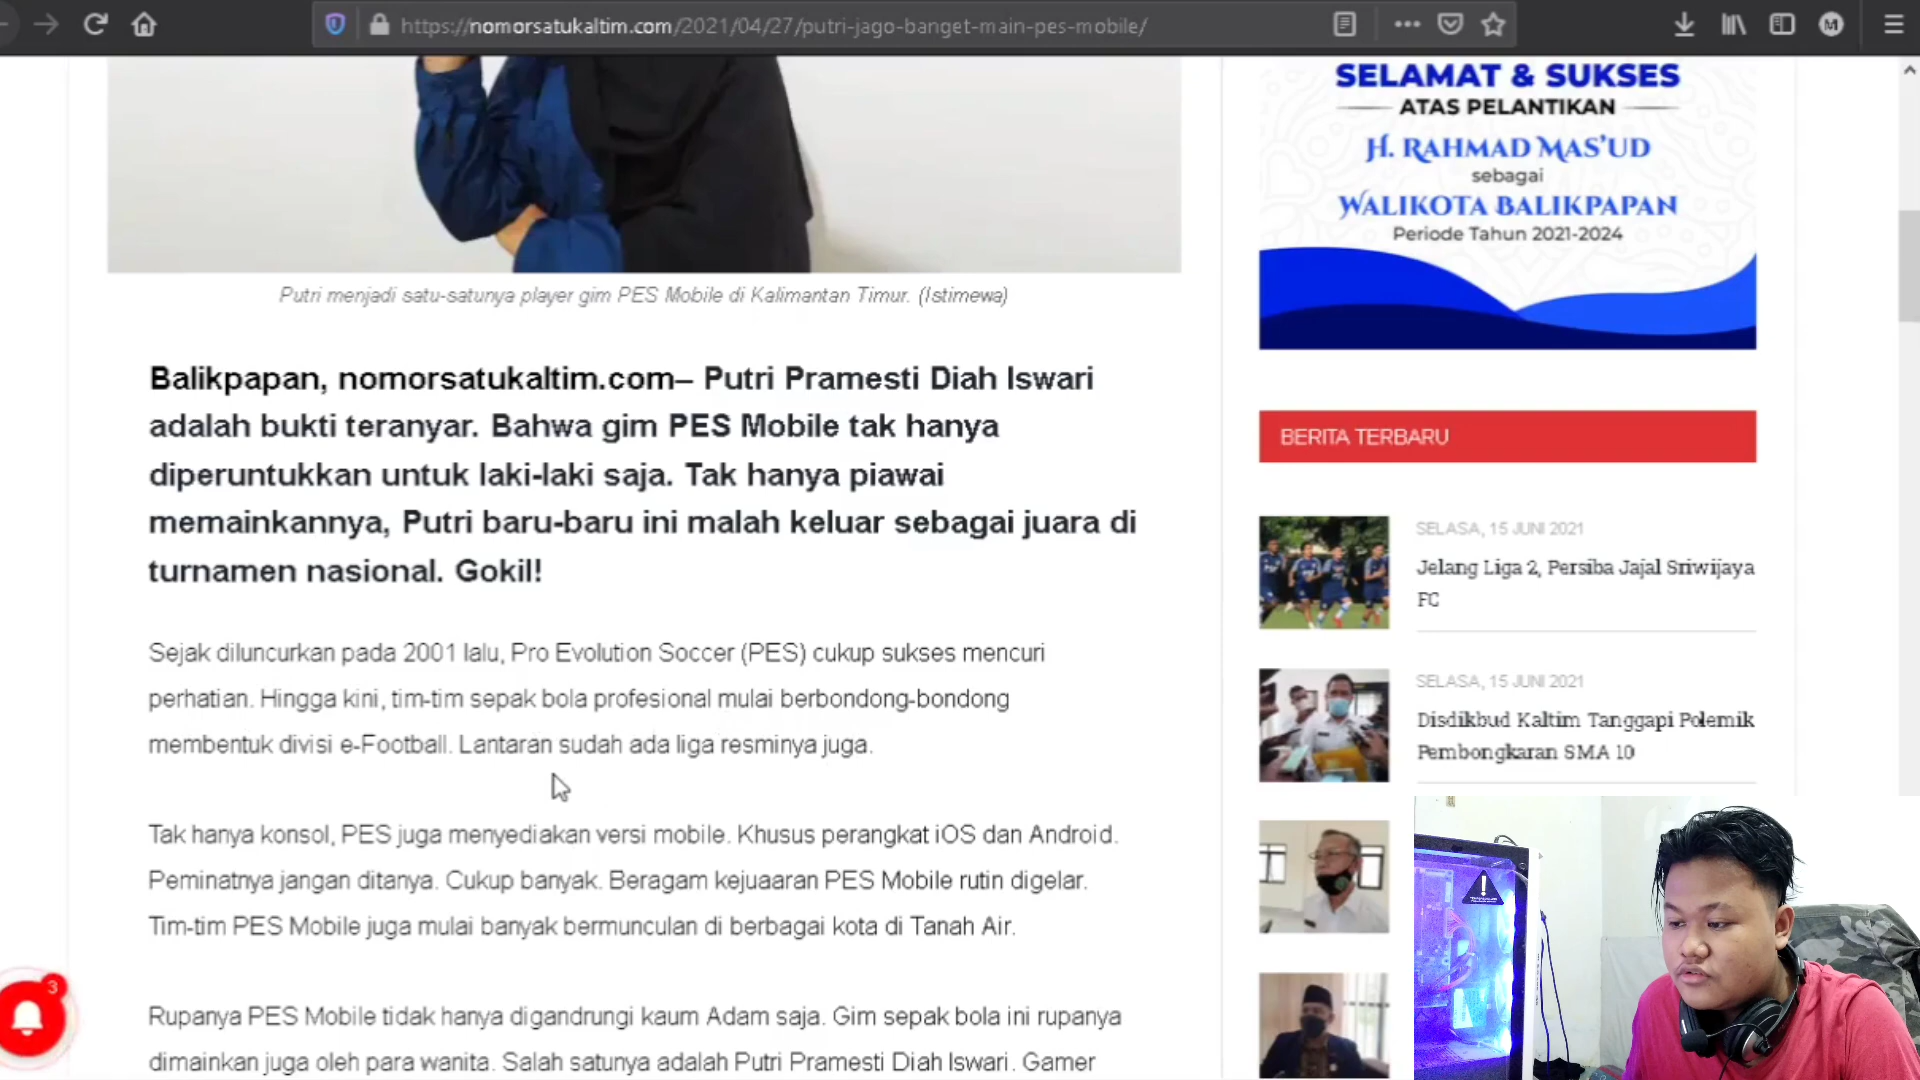 https://nomorsatukaltim.com/2021/04/27/putri-jago-banget-main-pes-mobile/
M
SELAMAT & SUKSES
ATAS PELANTIKAN
H. RAHMAD MAS'UD
sebagai
WALIKOTA BALIKPAPAN
Periode Tahun 2021-2024
Putri menjadi satu-satunya player gim PES Mobile di Kalimantan Timur. (Istimewa)
Balikpapan, nomorsatukaltim.com– Putri Pramesti Diah Iswari
adalah bukti teranyar. Bahwa gim PES Mobile tak hanya
diperuntukkan untuk laki-laki saja. Tak hanya piawai
memainkannya, Putri baru-baru ini malah keluar sebagai juara di
turnamen nasional. Gokil!
Sejak diluncurkan pada 2001 lalu, Pro Evolution Soccer (PES) cukup sukses mencuri
perhatian. Hingga kini, tim-tim sepak bola profesional mulai berbondong-bondong
membentuk divisi e-Football. Lantaran sudah ada liga resminya juga.
Tak hanya konsol, PES juga menyediakan versi mobile. Khusus perangkat iOS dan Android.
Peminatnya jangan ditanya. Cukup banyak. Beragam kejuaaran PES Mobile rutin digelar.
Tim-tim PES Mobile juga mulai banyak bermunculan di berbagai kota di Tanah Air.
Rupanya PES Mobile tidak hanya digandrungi kaum Adam saja. Gim sepak bola ini rupanya
dimainkan juga oleh para wanita. Salah satunya adalah Putri Pramesti Diah Iswari. Gamer
3
BERITA TERBARU
SELASA, 15 JUNI 2021
Jelang Liga 2, Persiba Jajal Sriwijaya
FC
SELASA, 15 JUNI 2021
Disdikbud Kaltim Tanggapi Polemik
Pembongkaran SMA 10